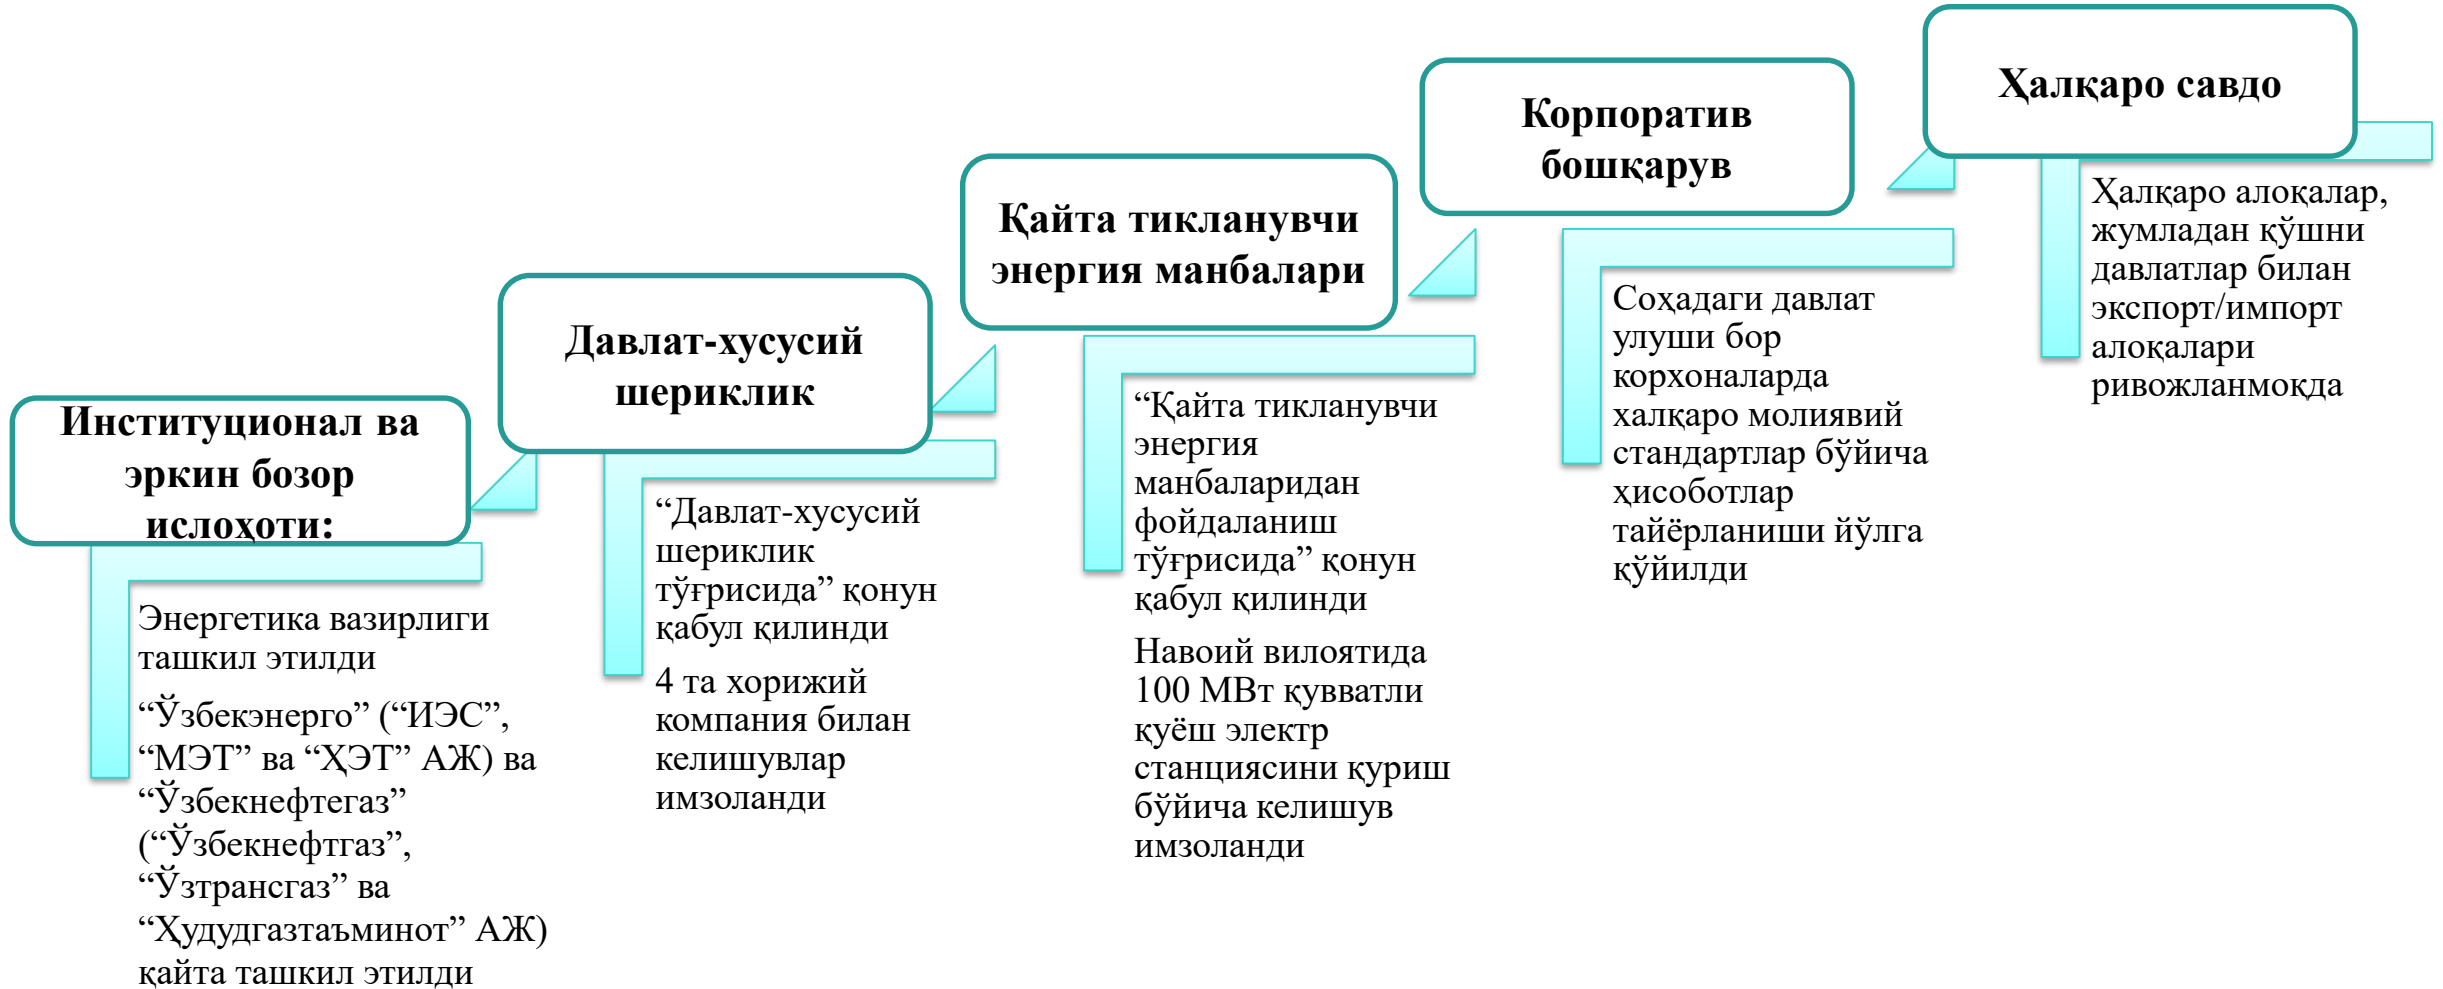 Институционал ва
эркин бозор
ислоҳоти:
Энергетика вазирлиги
ташкил этилди
“Ўзбекэнерго” (“ИЭС”,
“МЭТ” ва “ҲЭТ” АЖ) ва
“Ўзбекнефтегаз”
(“Ўзбекнефтгаз”,
“Ўзтрансгаз” ва
“Ҳудудгазтаъминот” АЖ)
қайта ташкил этилди
Давлат-хусусий
шериклик
“Давлат-хусусий
шериклик
тўғрисида” қонун
қабул қилинди
4 та хорижий
компания билан
келишувлар
имзоланди
Қайта тикланувчи
энергия манбалари
“Қайта тикланувчи
энергия
манбаларидан
фойдаланиш
тўғрисида” қонун
қабул қилинди
Навоий вилоятида
100 МВт қувватли
қуёш электр
станциясини қуриш
бўйича келишув
имзоланди
Корпоратив
бошқарув
Соҳадаги давлат
улуши бор
корхоналарда
халқаро молиявий
стандартлар бўйича
ҳисоботлар
тайёрланиши йўлга
қўйилди
Ҳалқаро савдо
Ҳалқаро алоқалар,
жумладан қўшни
давлатлар билан
экспорт/импорт
алоқалари
ривожланмоқда